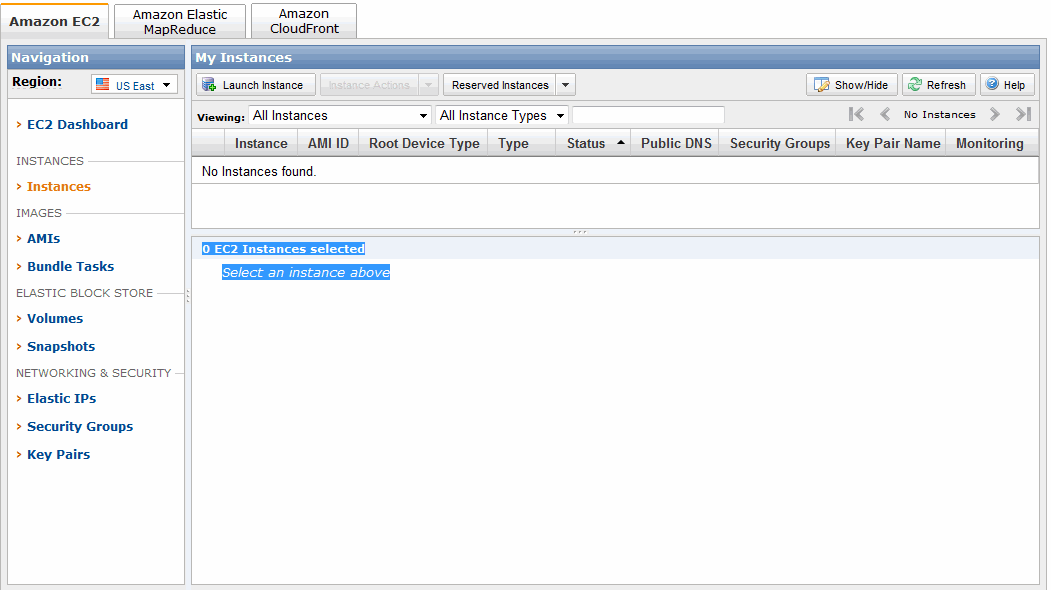 Amazon EC2
Amazon Elastic
MapReduce
Amazon
CloudFront
Navigation
Region:
US East
EC2 Dashboard
INSTANCES
Instances
IMAGES
AMIs
Bundle Tasks
ELASTIC BLOCK STORE
Volumes
Snapshots
NETWORKING & SECURITY
Elastic IPs
Security Groups
Key Pairs
My Instances
Launch Instance
Instance Actions
Reserved Instances
Show/Hide
Refresh
Help
Viewing: All Instances All Instance Types
No Instances
Instance AMI ID Root Device Type Type Status Public DNS Security Groups Key Pair Name Monitoring
No Instances found.
0 EC2 Instances selected
Select an instance above